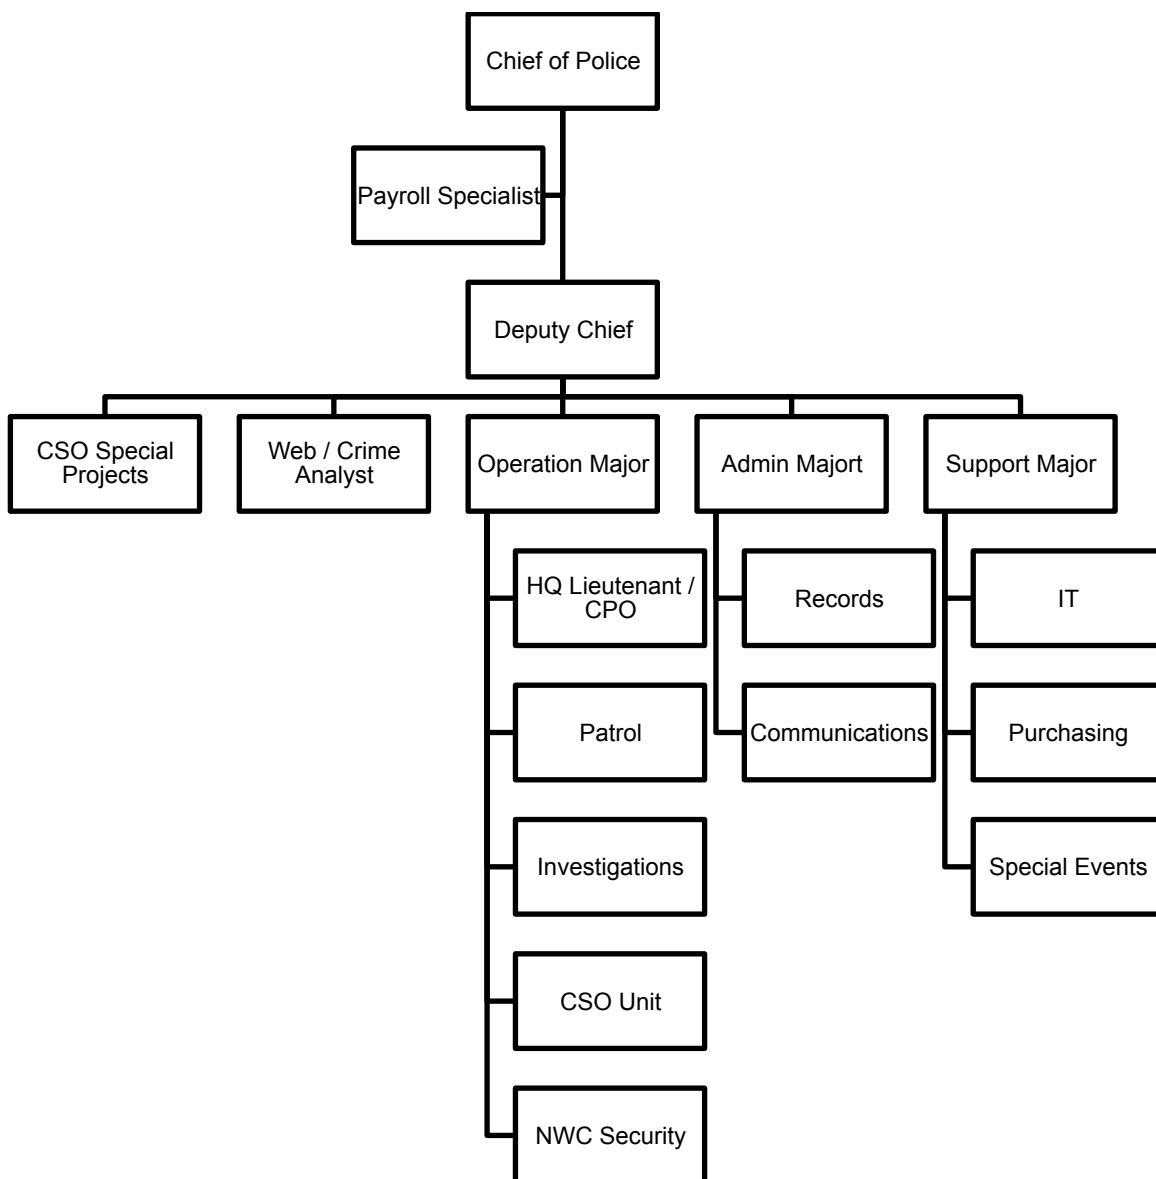 Chief of Police
Payroll Specialist
Deputy Chief
CSO Special
Projects
Web / Crime
Analyst
Operation Major
Admin Majort
Support Major
HQ Lieutenant /
CPO
Records
IT
Patrol
Communications
Purchasing
Investigations
Special Events
CSO Unit
NWC Security